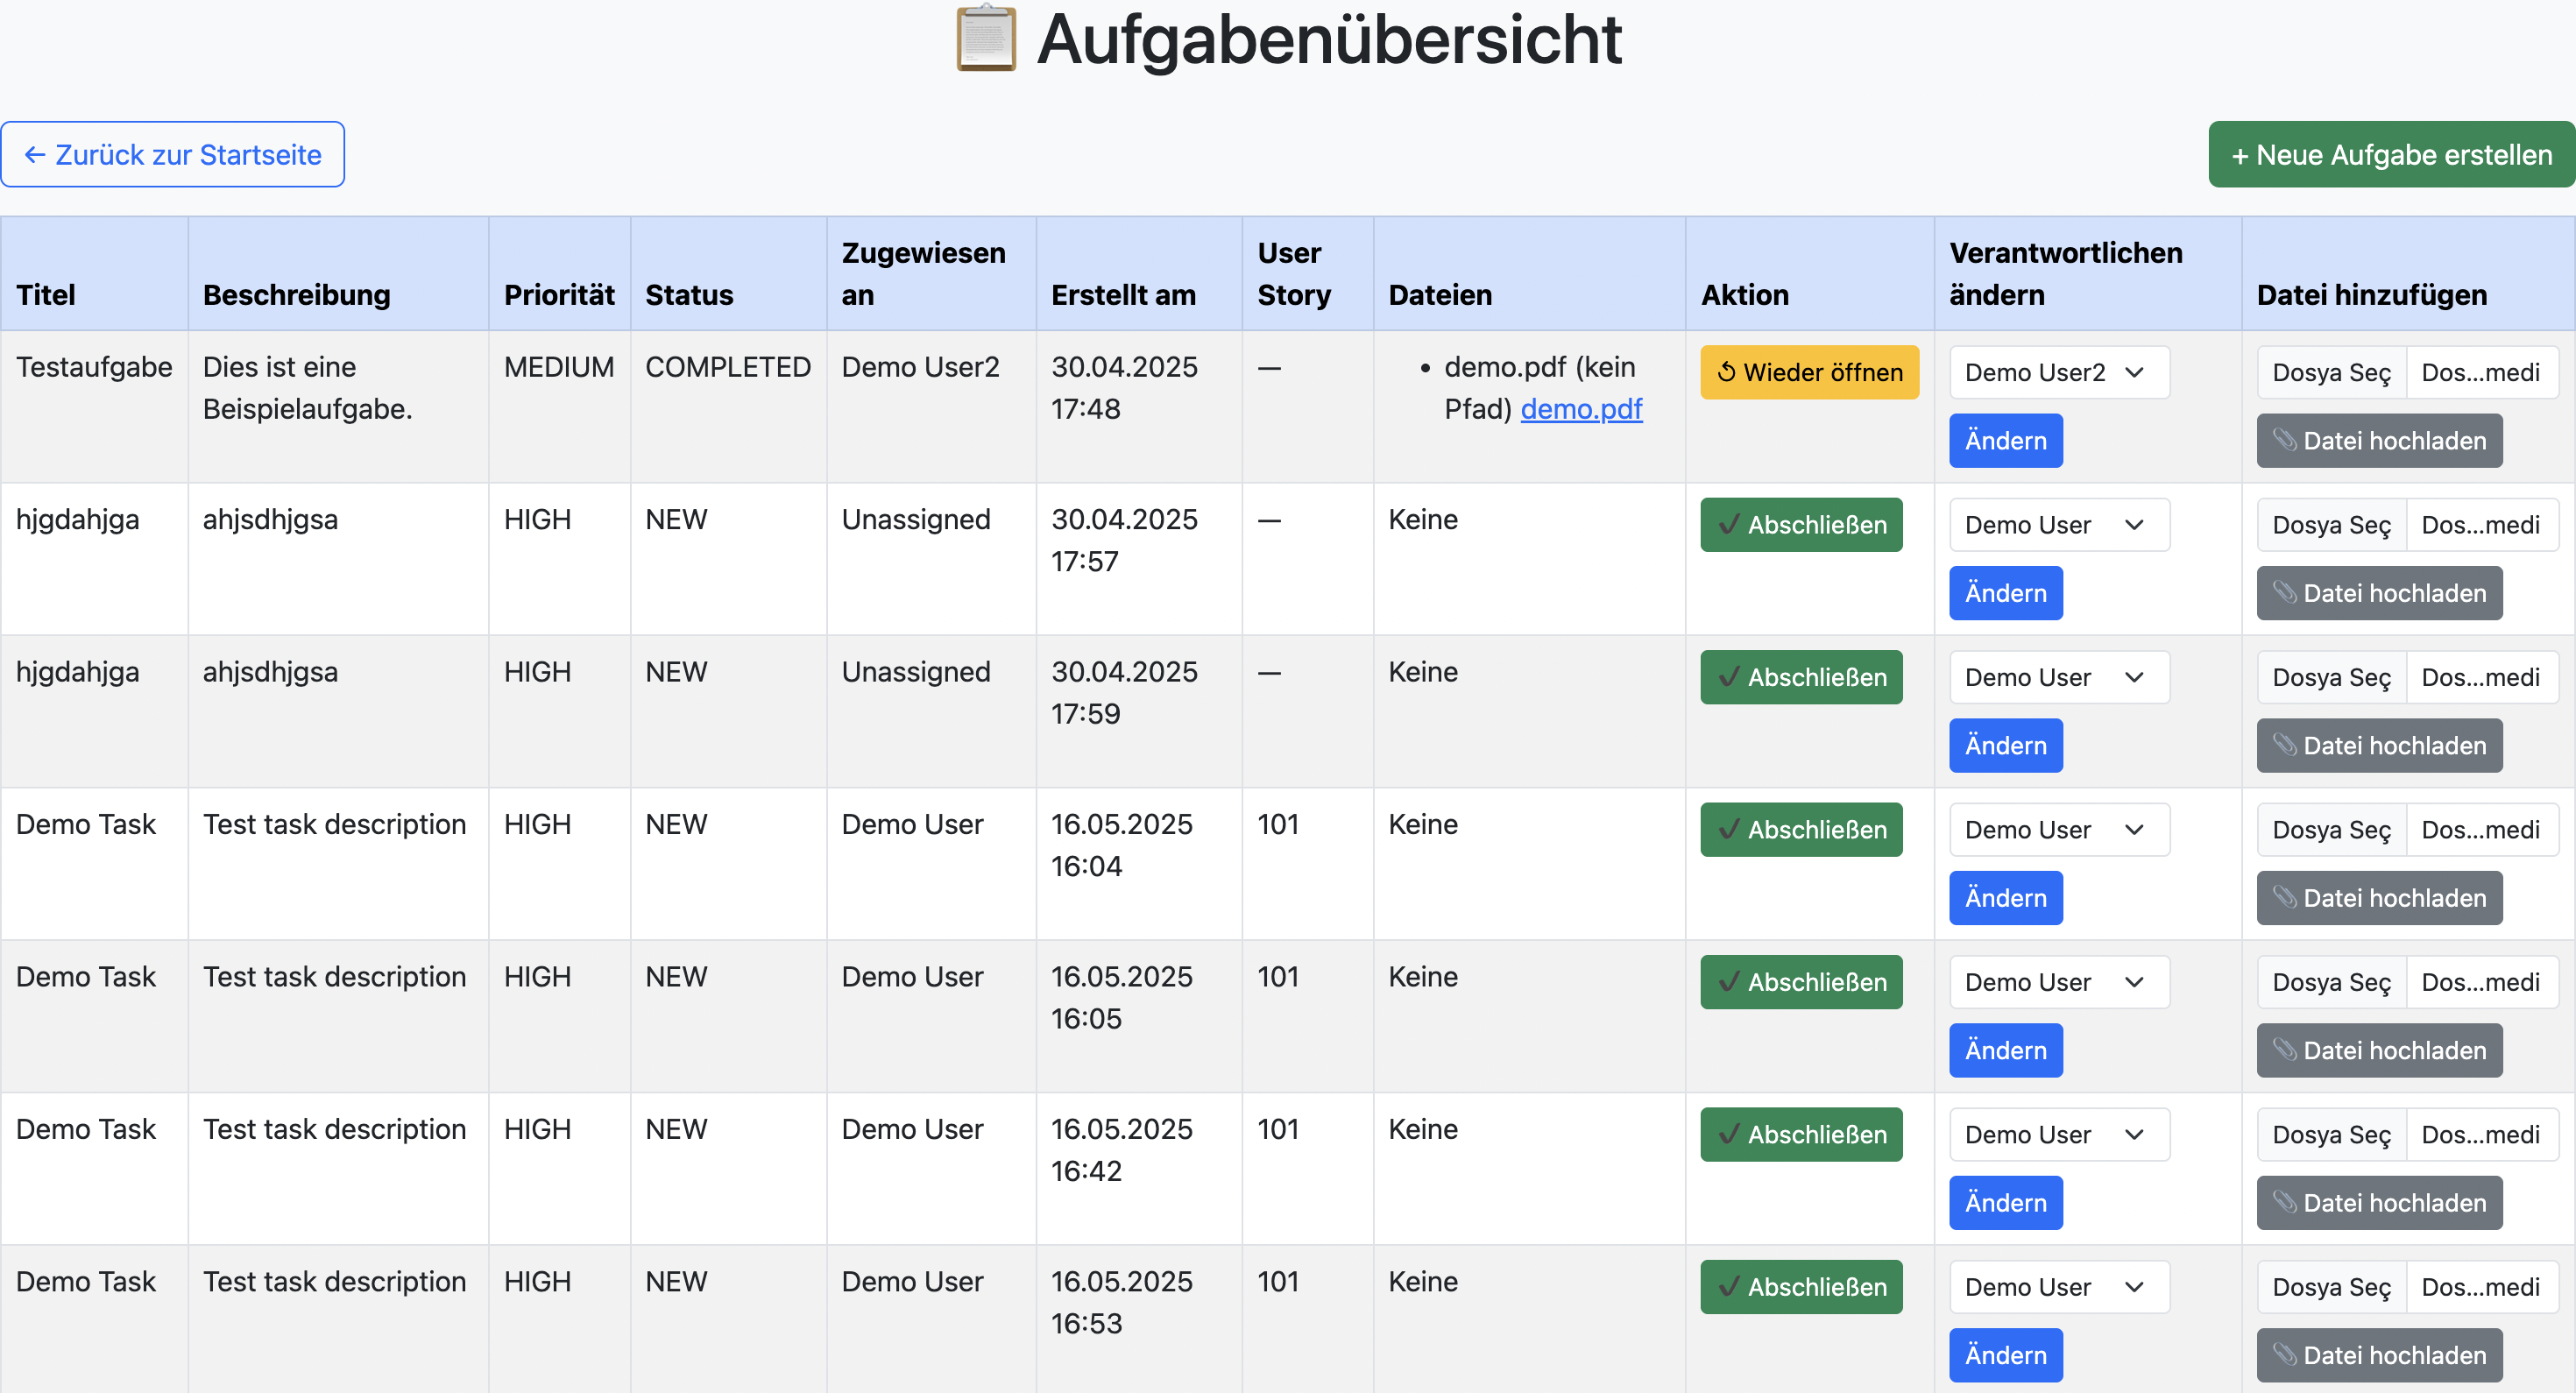 Aufgabenübersicht
← Zurück zur Startseite
+ Neue Aufgabe erstellen
Titel Beschreibung Priorität Status Zugewiesen an Erstellt am User Story Dateien Aktion Verantwortlichen ändern Datei hinzufügen
Testaufgabe Dies ist eine Beispielaufgabe. MEDIUM COMPLETED Demo User2 30.04.2025 17:48 — • demo.pdf (kein Pfad) demo.pdf Wieder öffnen Demo User2 Ändern Dosya Seç Dos...medi Datei hochladen
hjgdahjga ahjsdhjgsa HIGH NEW Unassigned 30.04.2025 17:57 — Keine ✔ Abschließen Demo User Ändern Dosya Seç Dos...medi Datei hochladen
hjgdahjga ahjsdhjgsa HIGH NEW Unassigned 30.04.2025 17:59 — Keine ✔ Abschließen Demo User Ändern Dosya Seç Dos...medi Datei hochladen
Demo Task Test task description HIGH NEW Demo User 16.05.2025 16:04 101 Keine ✔ Abschließen Demo User Ändern Dosya Seç Dos...medi Datei hochladen
Demo Task Test task description HIGH NEW Demo User 16.05.2025 16:05 101 Keine ✔ Abschließen Demo User Ändern Dosya Seç Dos...medi Datei hochladen
Demo Task Test task description HIGH NEW Demo User 16.05.2025 16:42 101 Keine ✔ Abschließen Demo User Ändern Dosya Seç Dos...medi Datei hochladen
Demo Task Test task description HIGH NEW Demo User 16.05.2025 16:53 101 Keine ✔ Abschließen Demo User Ändern Dosya Seç Dos...medi Datei hochladen